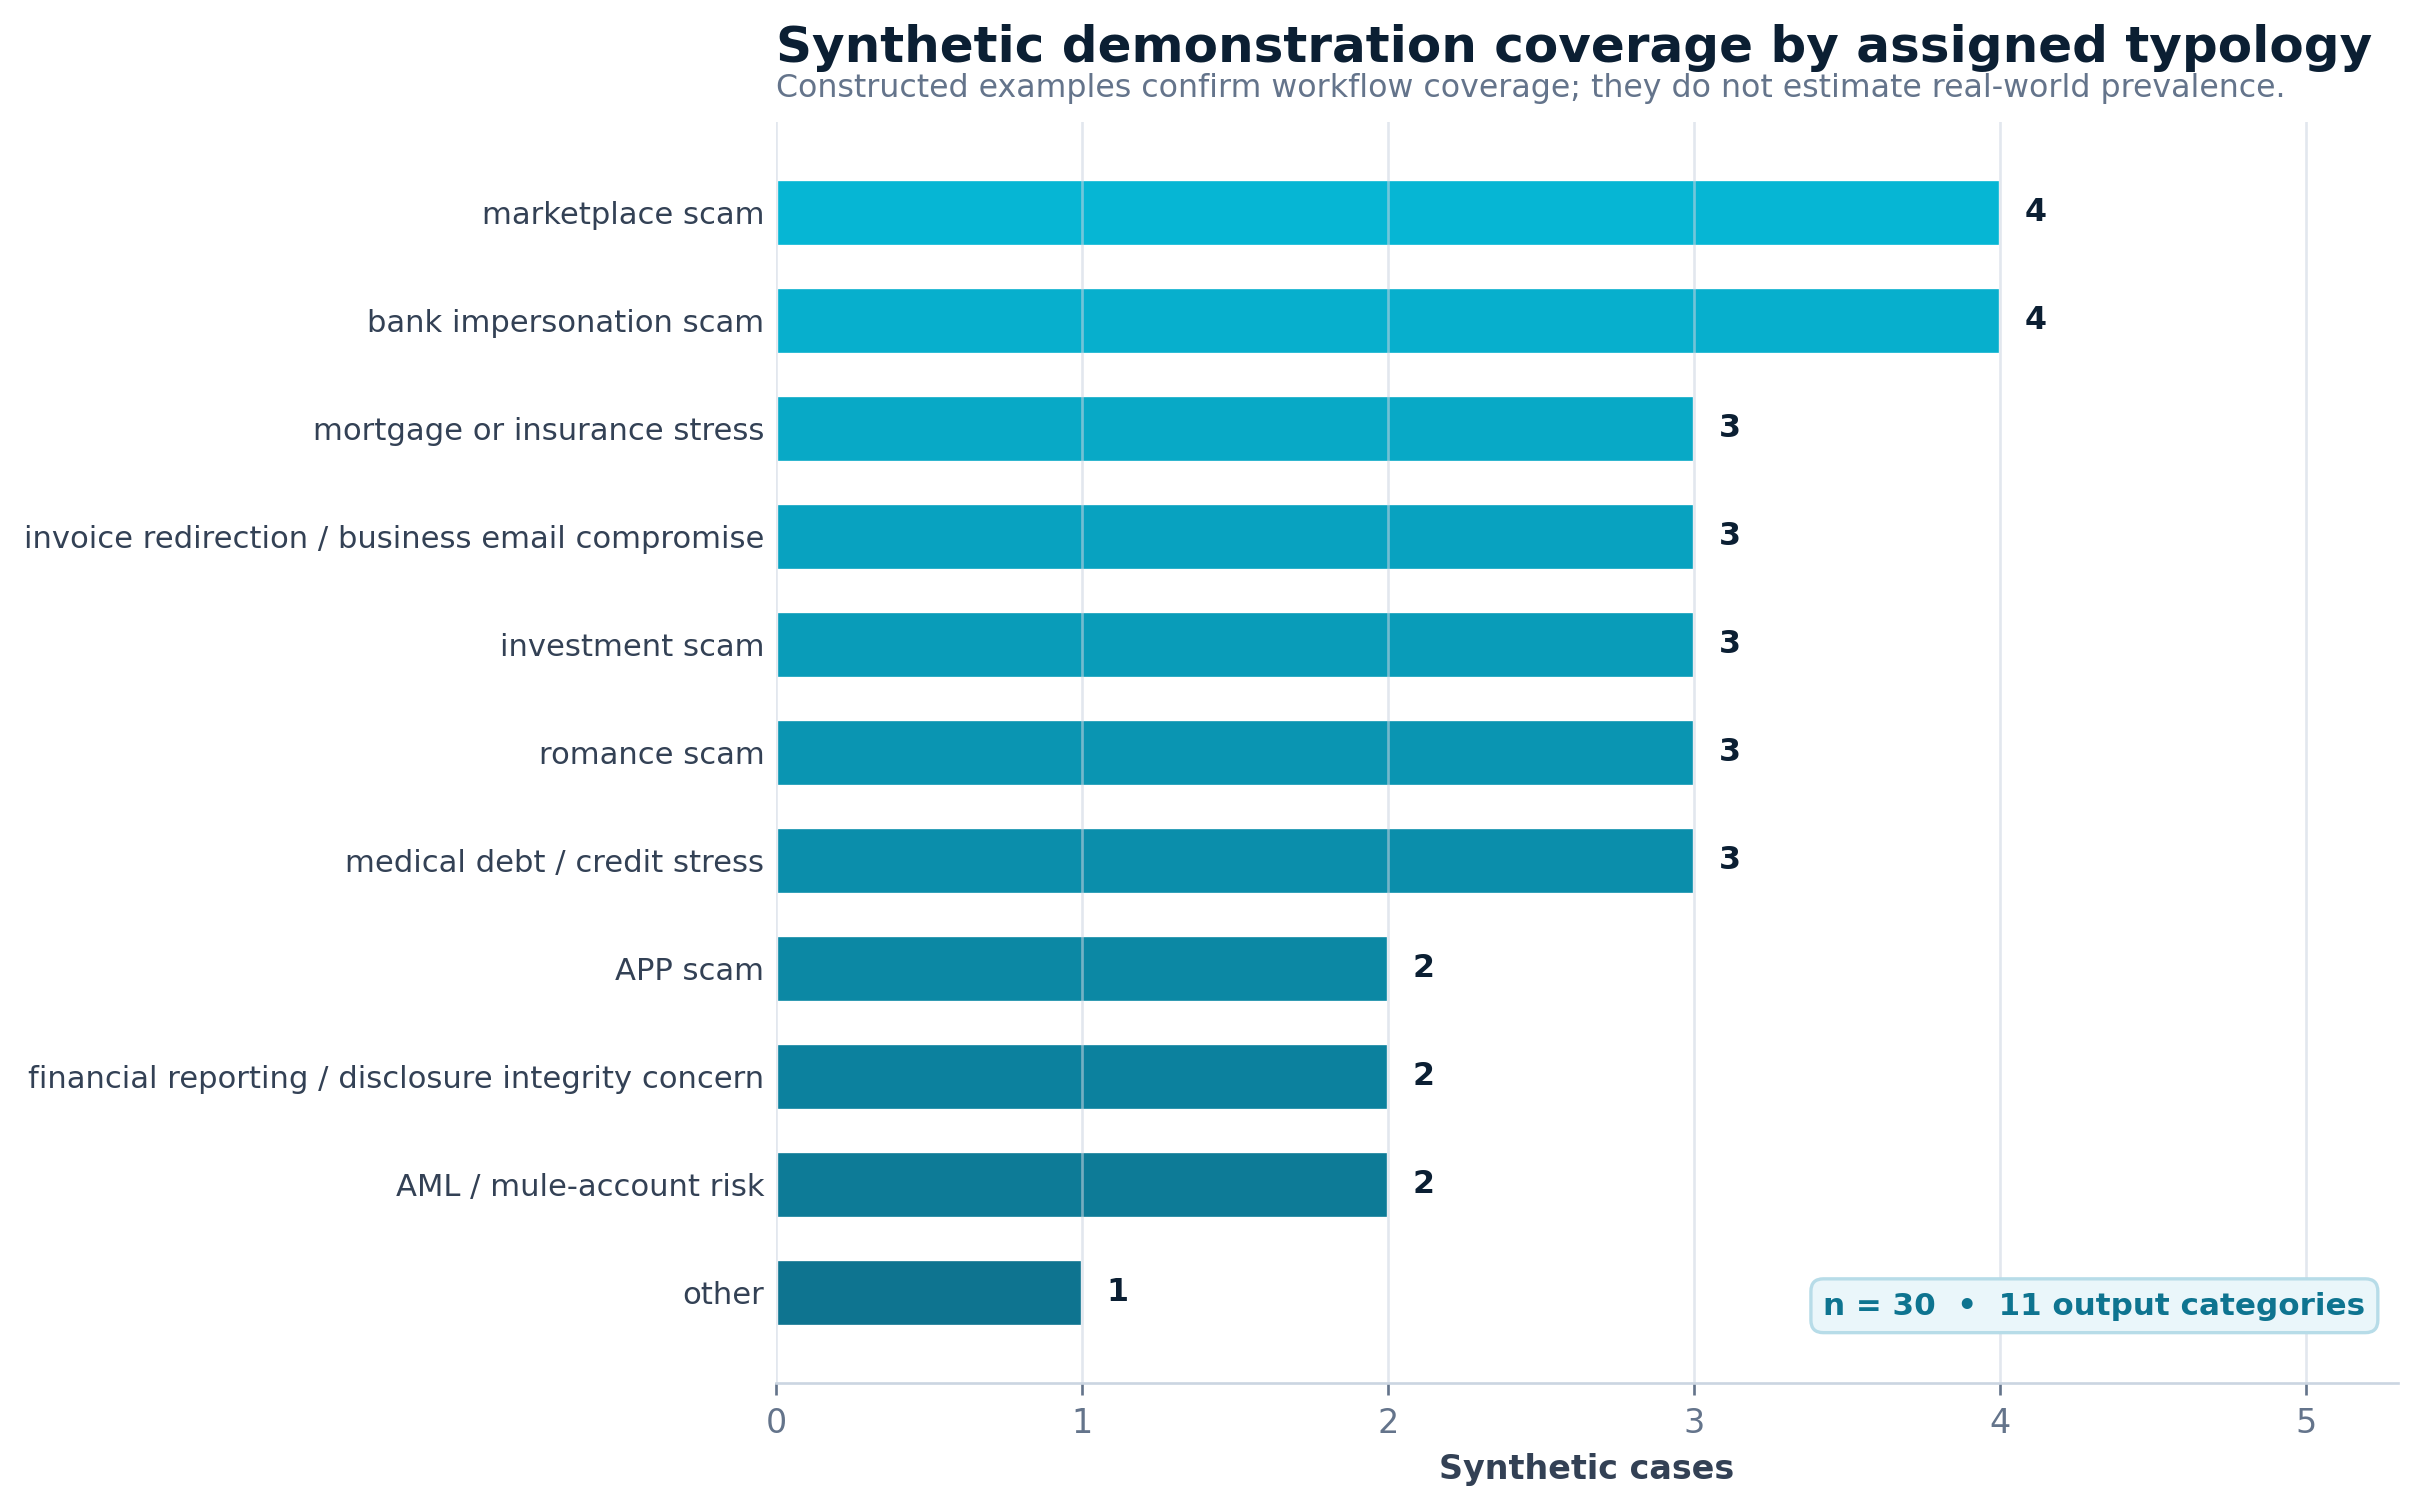 Synthetic demonstration coverage by assigned typology
Constructed examples confirm workflow coverage; they do not estimate real-world prevalence.
marketplace scam 4
bank impersonation scam 4
mortgage or insurance stress 3
invoice redirection / business email compromise 3
investment scam 3
romance scam 3
medical debt / credit stress 3
APP scam 2
financial reporting / disclosure integrity concern 2
AML / mule-account risk 2
other 1
n = 30 • 11 output categories
0 1 2 3 4 5
Synthetic cases